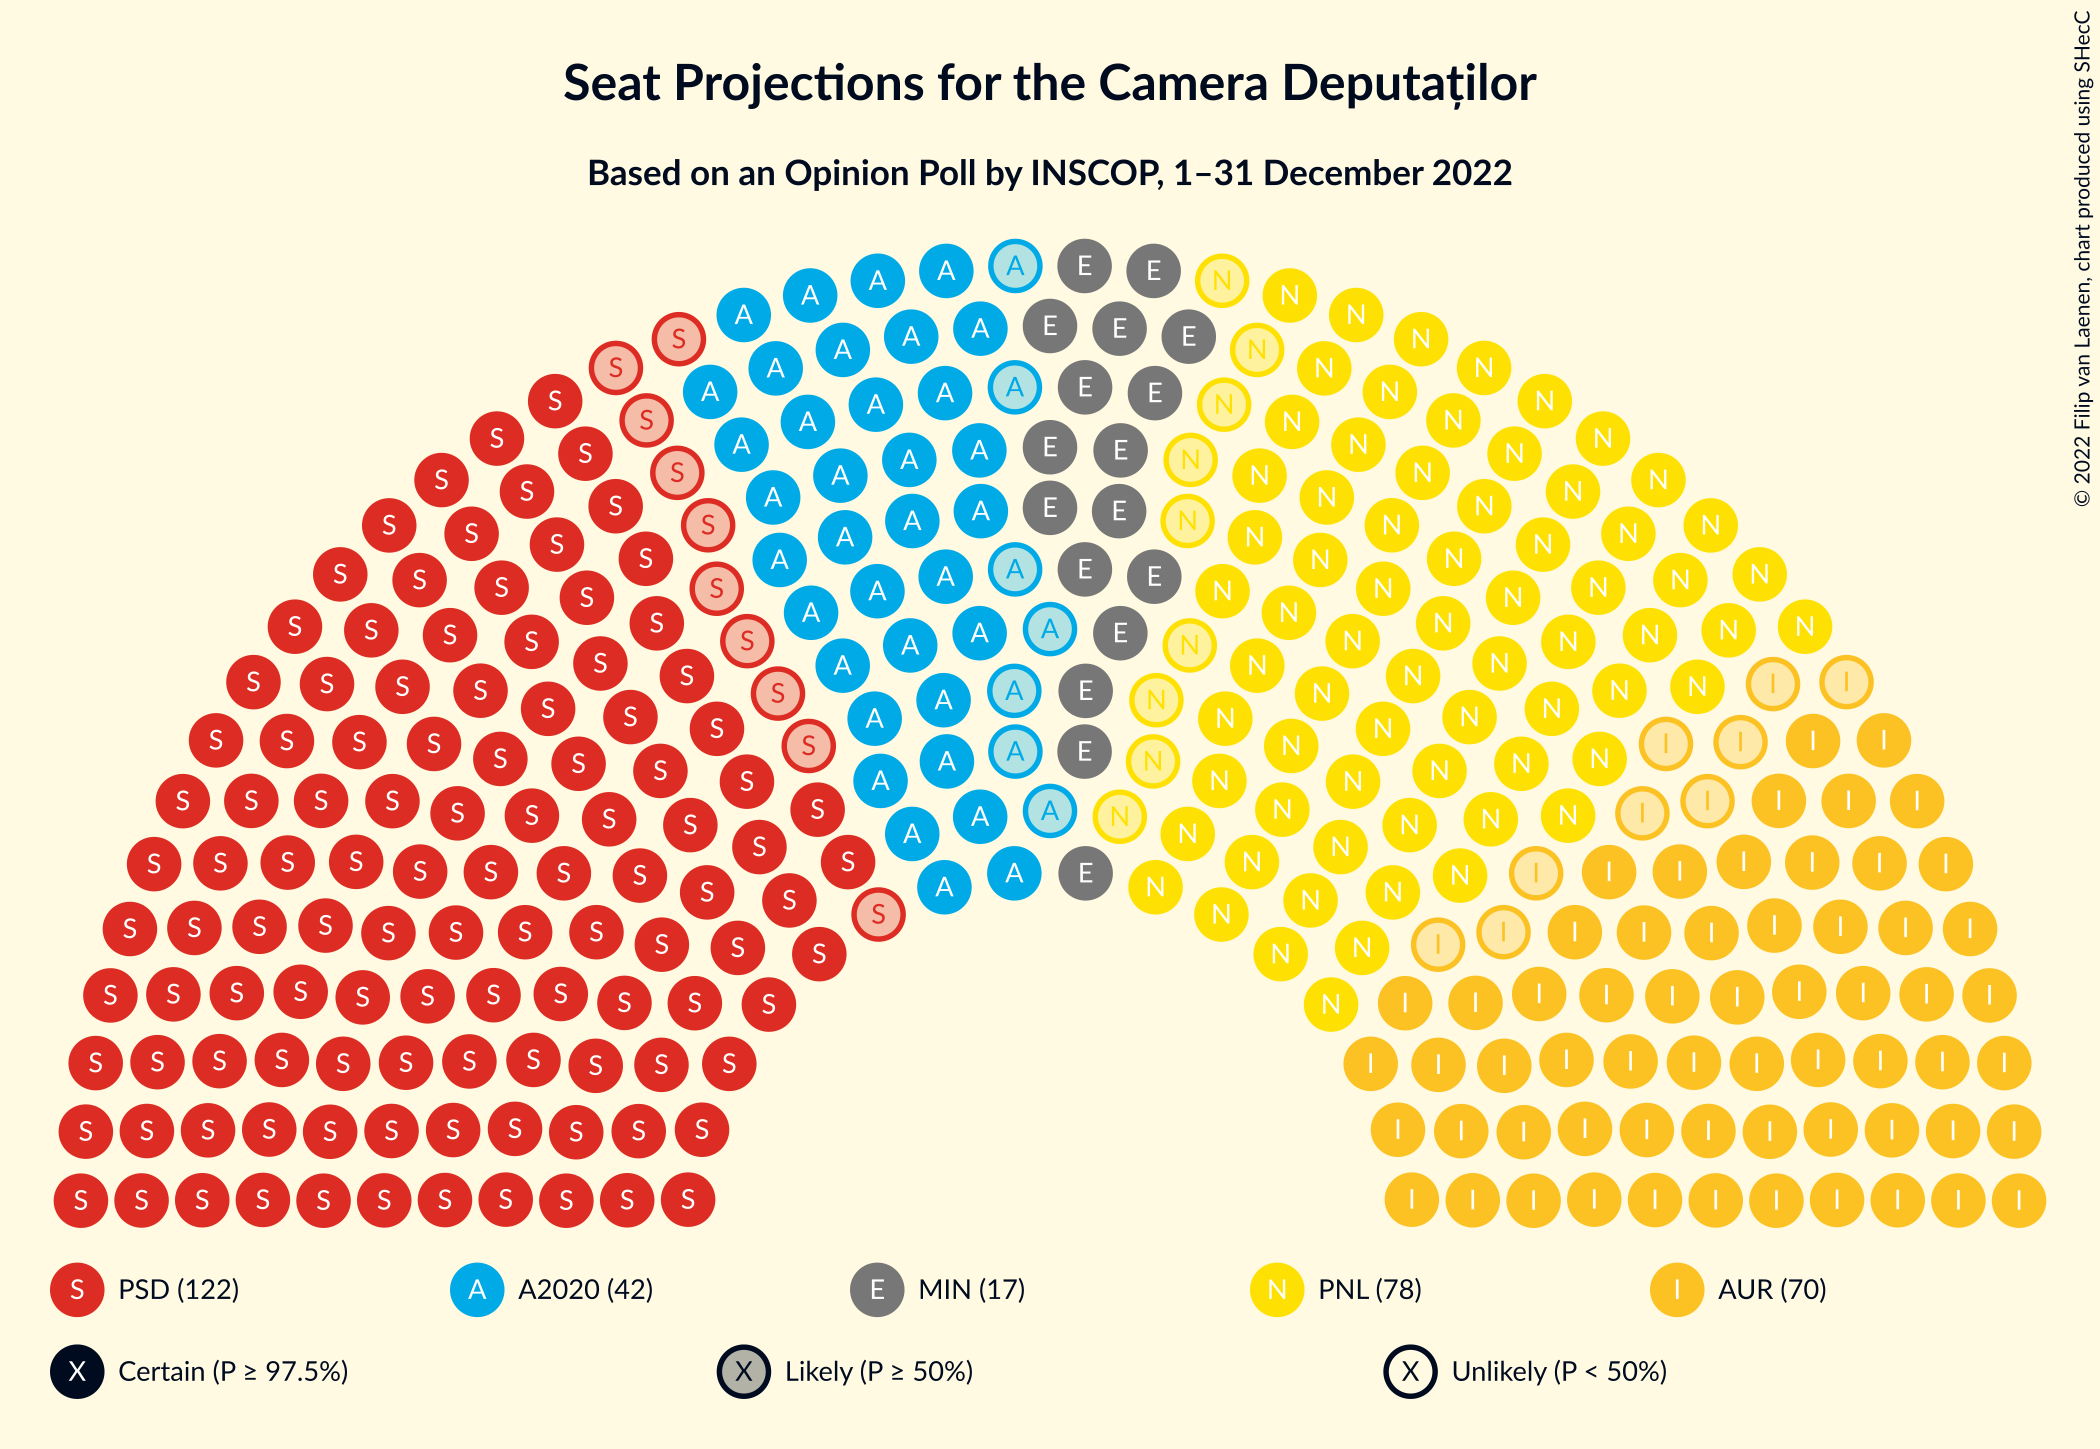 Seat Projections for the Camera Deputaților
Based on an Opinion Poll by INSCOP, 1–31 December 2022
© 2022 Filip van Laenen, chart produced using SHecC
S PSD (122)
A A2020 (42)
E MIN (17)
N PNL (78)
I AUR (70)
X Certain (P ≥ 97.5%)
X Likely (P ≥ 50%)
X Unlikely (P < 50%)